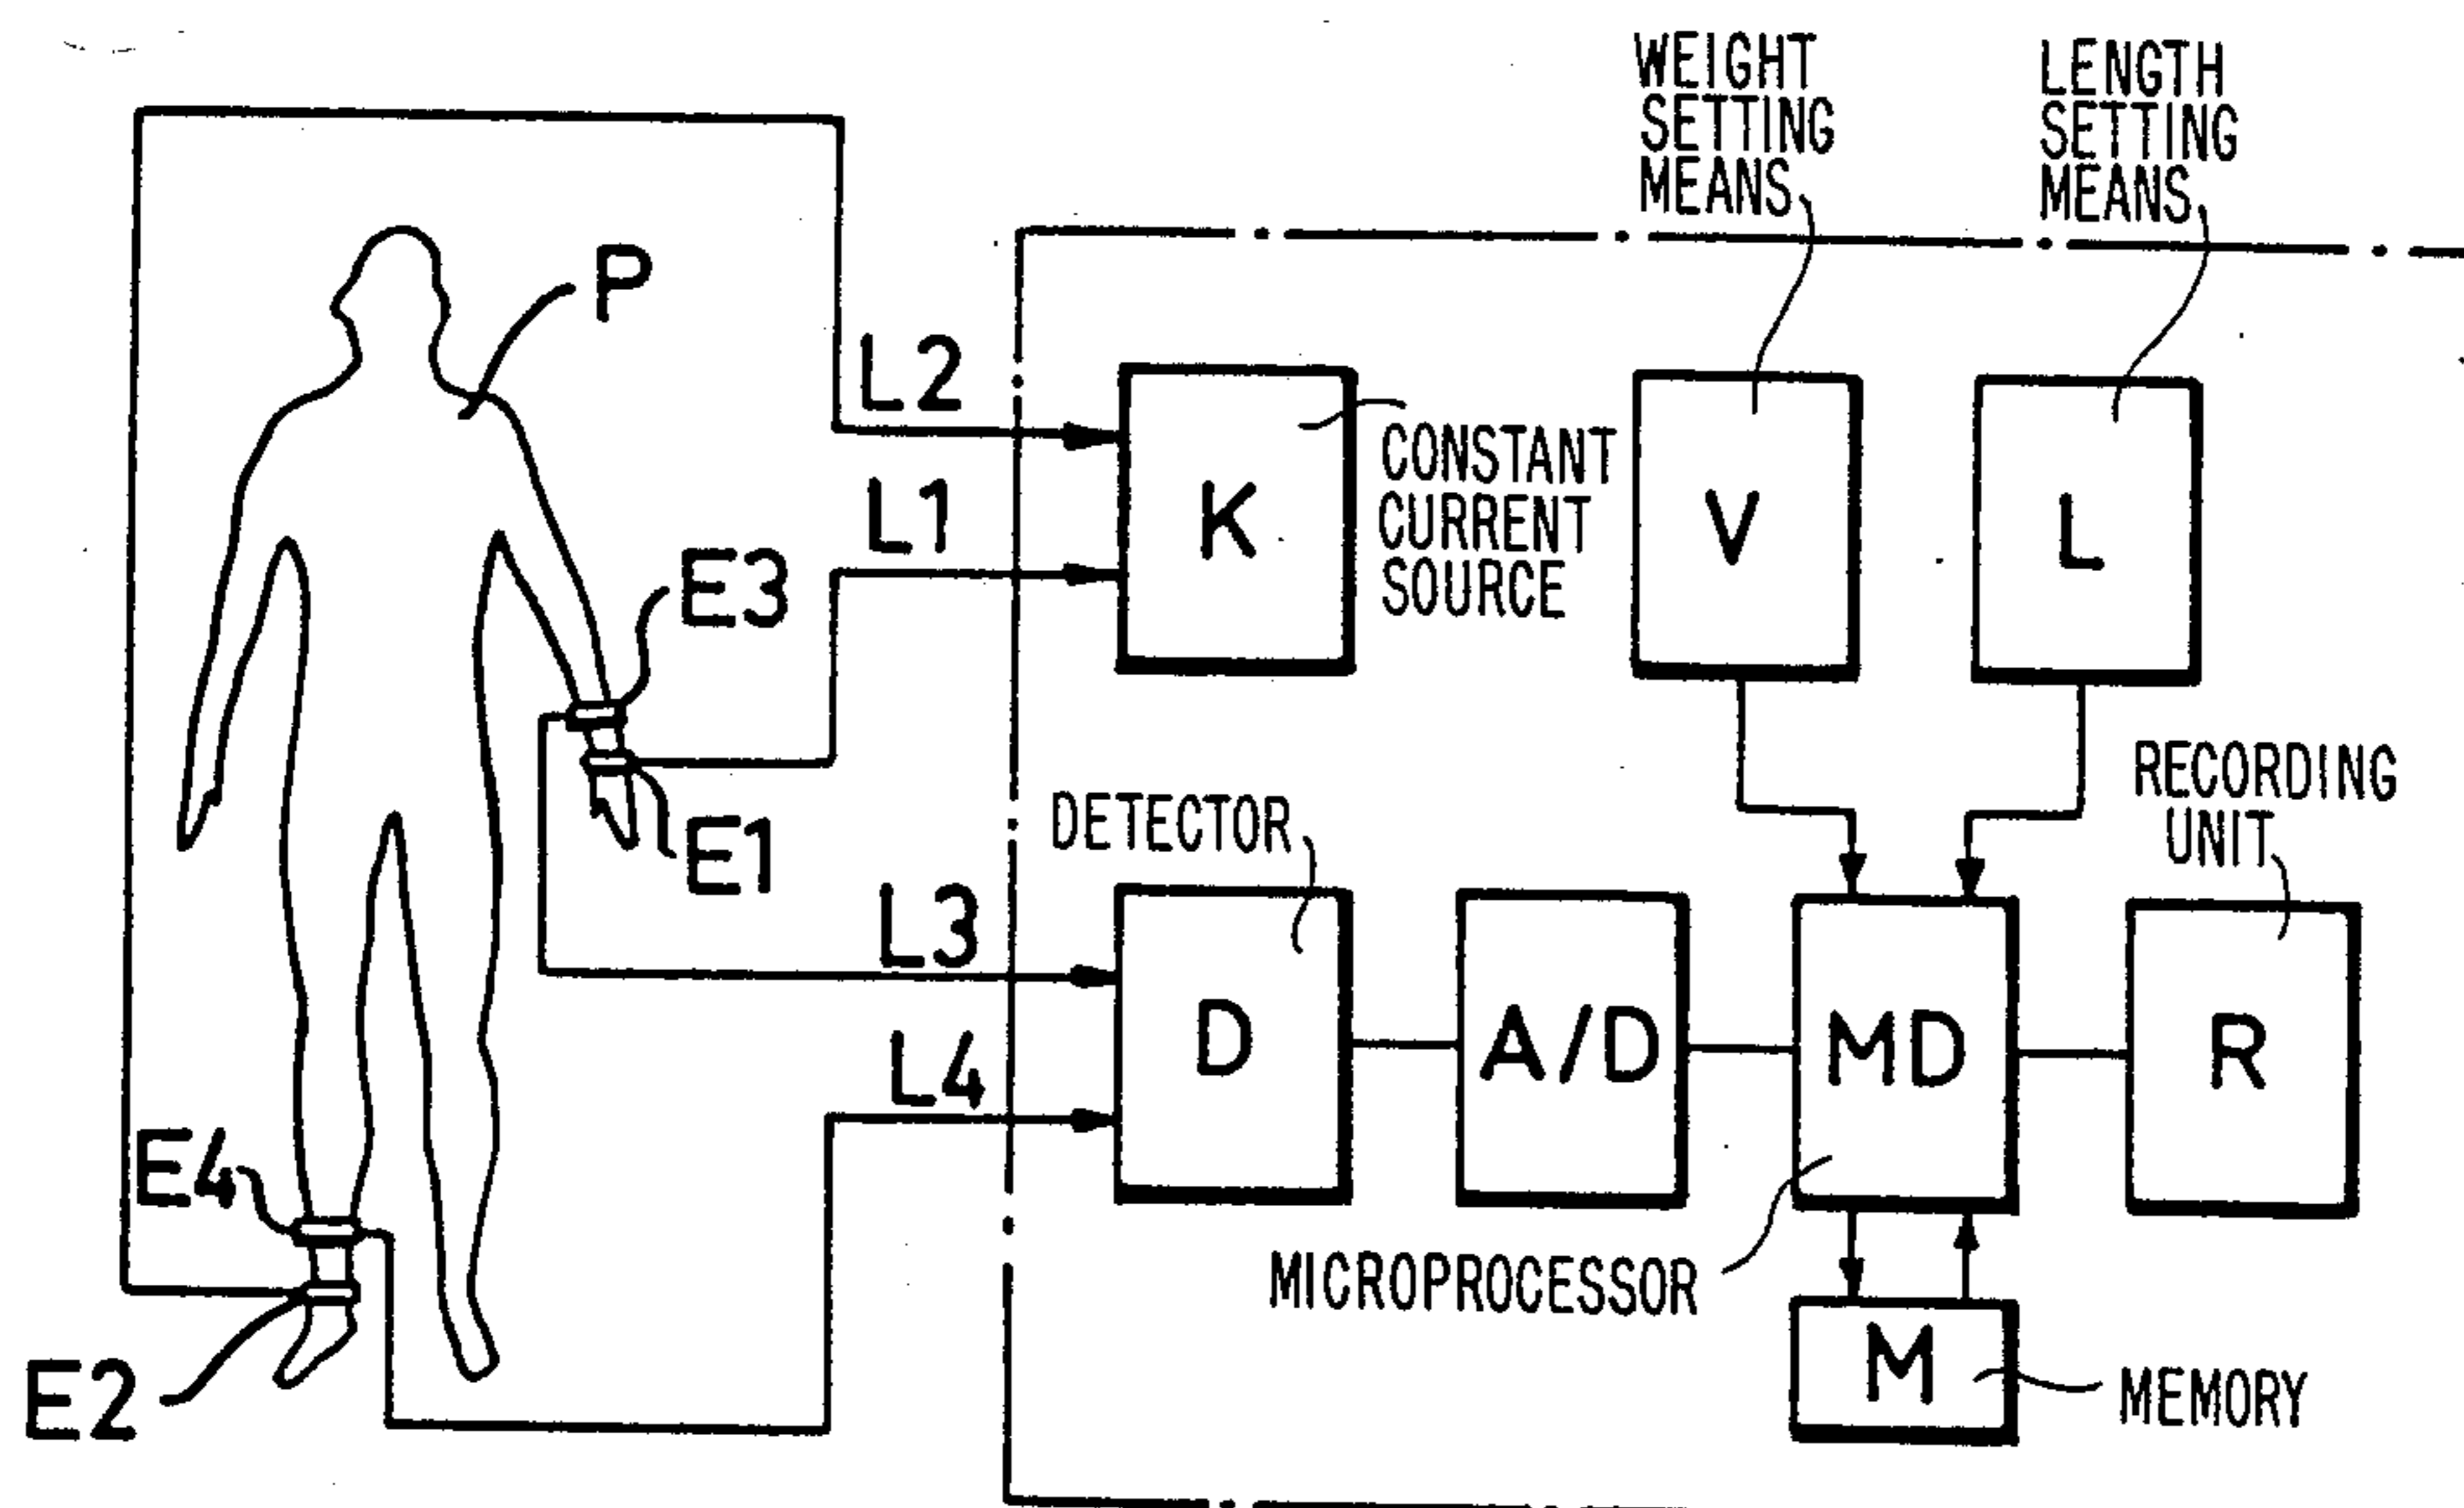 WEIGHT
SETTING
MEANS
LENGTH
SETTING
MEANS
P
L2
K
CONSTANT
CURRENT
SOURCE
V
L
L1
E3
E1
DETECTOR
RECORDING
UNIT
L3
D
A/D
MD
R
L4
E4
MICROPROCESSOR
M
MEMORY
E2